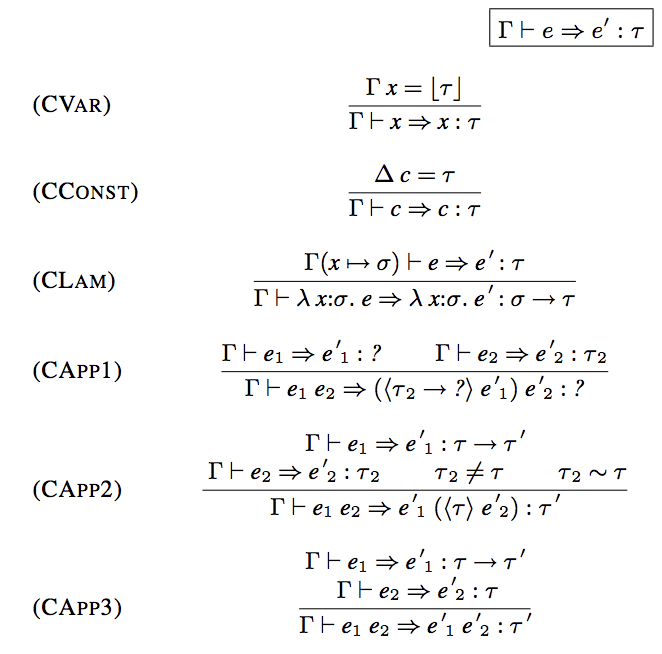 Γ ⊢ e ⇒ e′ : τ
Γ x = ⌊τ⌋
(CVAR)
Γ ⊢ x ⇒ x : τ
Δ c = τ
(CCONST)
Γ ⊢ c ⇒ c : τ
Γ(x ↦ σ) ⊢ e ⇒ e′ : τ
(CLAM)
Γ ⊢ λ x:σ. e ⇒ λ x:σ. e′ : σ → τ
Γ ⊢ e₁ ⇒ e′₁ : ? Γ ⊢ e₂ ⇒ e′₂ : τ₂
(CAPP1)
Γ ⊢ e₁ e₂ ⇒ (⟨τ₂ → ?⟩ e′₁) e′₂ : ?
Γ ⊢ e₁ ⇒ e′₁ : τ → τ′
Γ ⊢ e₂ ⇒ e′₂ : τ₂ τ₂ ≠ τ τ₂ ∼ τ
(CAPP2)
Γ ⊢ e₁ e₂ ⇒ e′₁ (⟨τ⟩ e′₂) : τ′
Γ ⊢ e₁ ⇒ e′₁ : τ → τ′
Γ ⊢ e₂ ⇒ e′₂ : τ
(CAPP3)
Γ ⊢ e₁ e₂ ⇒ e′₁ e′₂ : τ′